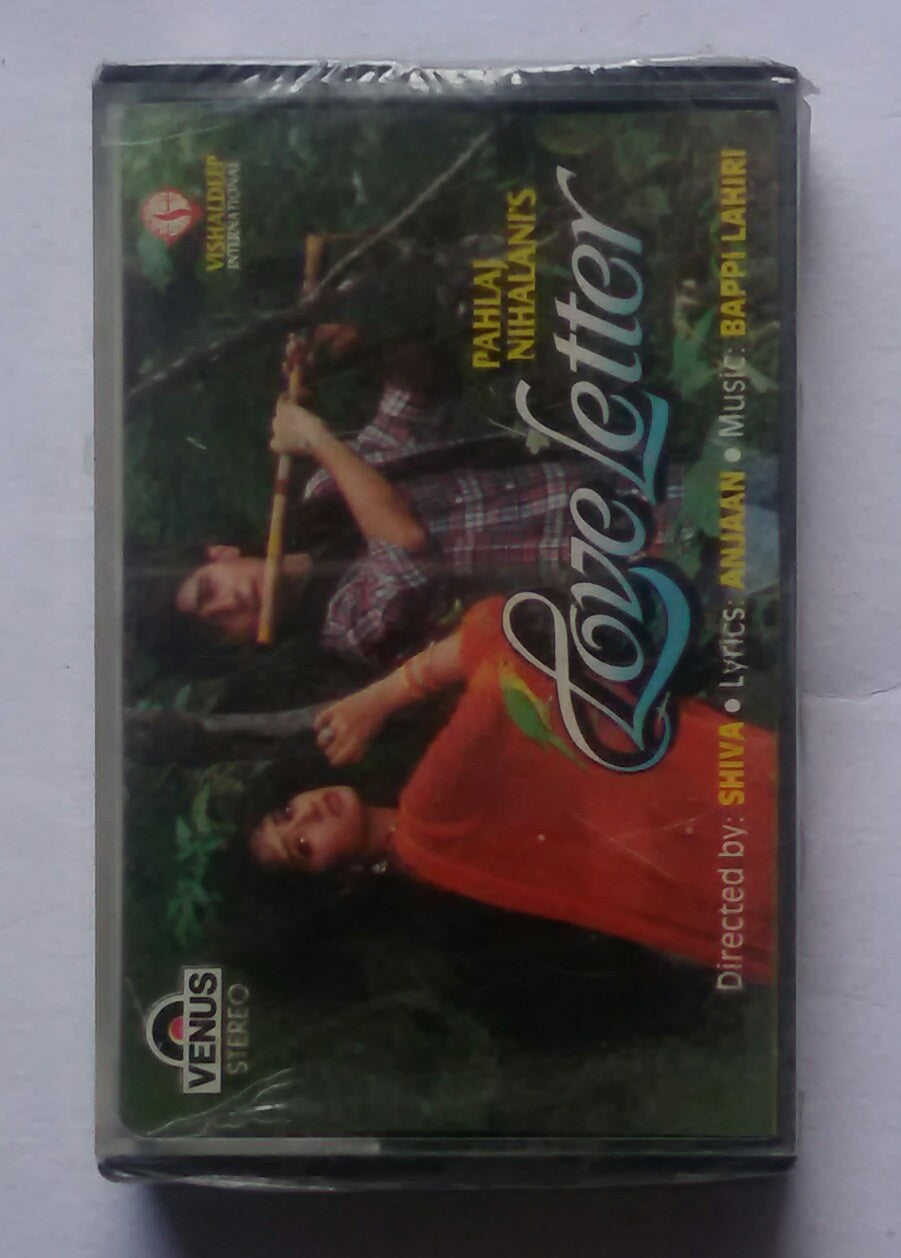 VENUS
STEREO
VISHALDEEP
INTERNATIONAL
PAHLAJ
NIHALANI'S
Love Letter
Directed by: SHIVA • Lyrics: ANJAAN • Music: BAPPI LAHIRI